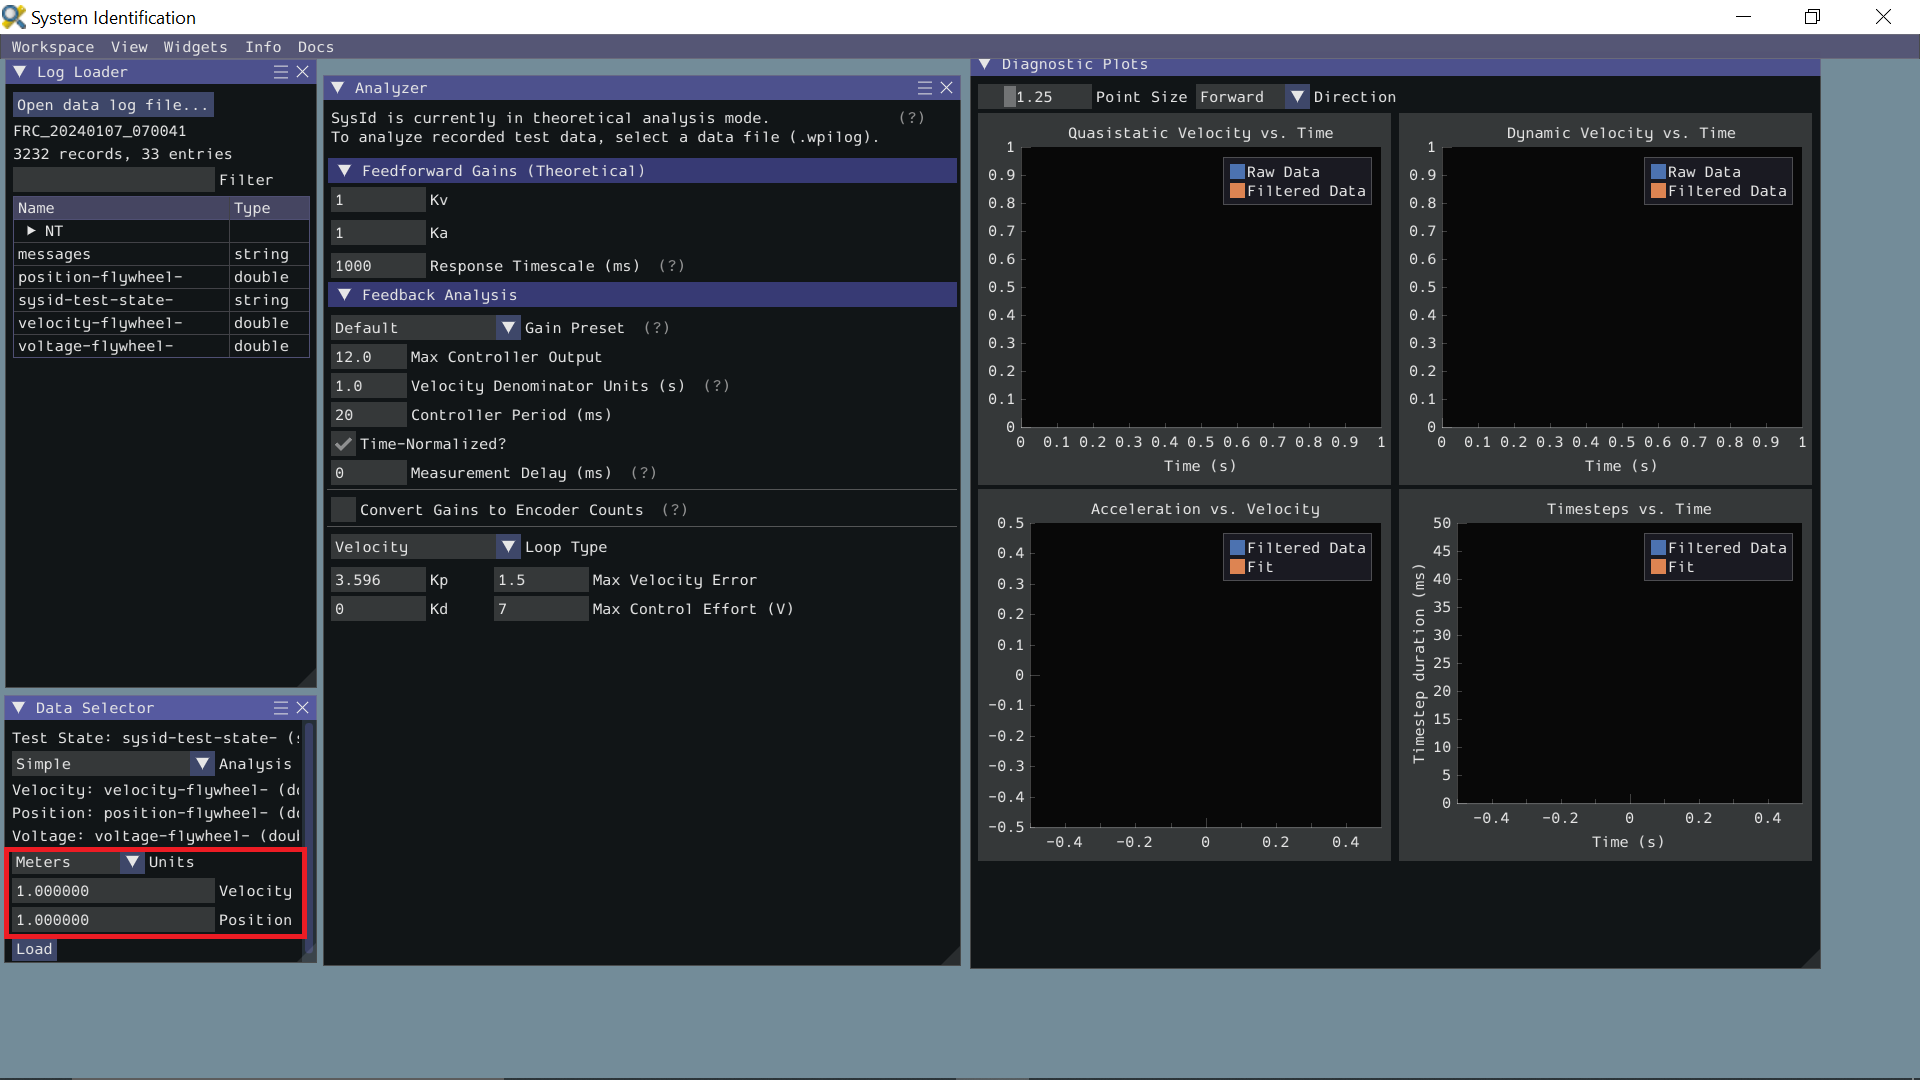 System Identification
Workspace View Widgets Info Docs
Log Loader
Open data log file...
FRC_20240107_070041
3232 records, 33 entries
Filter
Name Type
NT
messages string
position-flywheel- double
sysid-test-state- string
velocity-flywheel- double
voltage-flywheel- double
Data Selector
Test State: sysid-test-state- (s
Simple Analysis
Velocity: velocity-flywheel- (do
Position: position-flywheel- (do
Voltage: voltage-flywheel- (doub
Meters Units
1.000000 Velocity
1.000000 Position
Load
Analyzer
SysId is currently in theoretical analysis mode. (?)
To analyze recorded test data, select a data file (.wpilog).
Feedforward Gains (Theoretical)
1 Kv
1 Ka
1000 Response Timescale (ms) (?)
Feedback Analysis
Default Gain Preset (?)
12.0 Max Controller Output
1.0 Velocity Denominator Units (s) (?)
20 Controller Period (ms)
Time-Normalized?
0 Measurement Delay (ms) (?)
Convert Gains to Encoder Counts (?)
Velocity Loop Type
3.596 Kp 1.5 Max Velocity Error
0 Kd 7 Max Control Effort (V)
Diagnostic Plots
1.25 Point Size Forward Direction
Quasistatic Velocity vs. Time
Raw Data
Filtered Data
1
0.9
0.8
0.7
0.6
0.5
0.4
0.3
0.2
0.1
0
0 0.1 0.2 0.3 0.4 0.5 0.6 0.7 0.8 0.9 1
Time (s)
Dynamic Velocity vs. Time
Raw Data
Filtered Data
1
0.9
0.8
0.7
0.6
0.5
0.4
0.3
0.2
0.1
0
0 0.1 0.2 0.3 0.4 0.5 0.6 0.7 0.8 0.9 1
Time (s)
Acceleration vs. Velocity
Filtered Data
Fit
0.5
0.4
0.3
0.2
0.1
0
-0.1
-0.2
-0.3
-0.4
-0.5
-0.4 -0.2 0 0.2 0.4
Timesteps vs. Time
Filtered Data
Fit
Timestep duration (ms)
50
45
40
35
30
25
20
15
10
5
0
-0.4 -0.2 0 0.2 0.4
Time (s)